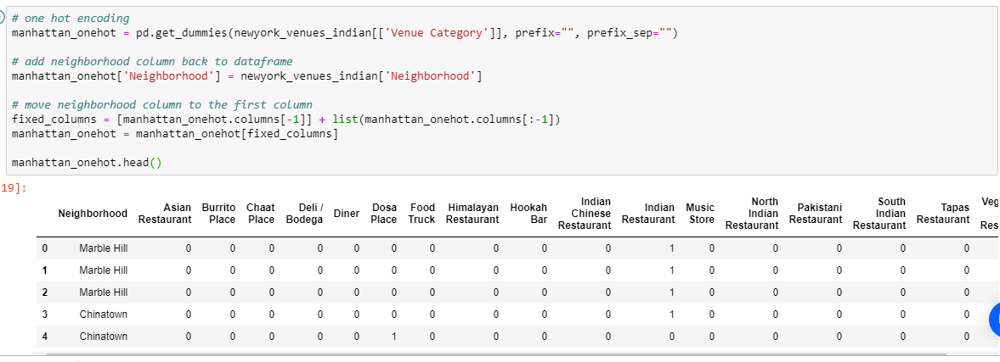 # one hot encoding
manhattan_onehot = pd.get_dummies(newyork_venues_indian[['Venue Category']], prefix="", prefix_sep="")
# add neighborhood column back to dataframe
manhattan_onehot['Neighborhood'] = newyork_venues_indian['Neighborhood']
# move neighborhood column to the first column
fixed_columns = [manhattan_onehot.columns[-1]] + list(manhattan_onehot.columns[:-1])
manhattan_onehot = manhattan_onehot[fixed_columns]
manhattan_onehot.head()
19]:
Neighborhood Asian Restaurant Burrito Place Chaat Place Deli / Bodega Diner Dosa Place Food Truck Himalayan Restaurant Hookah Bar Indian Chinese Restaurant Indian Restaurant Music Store North Indian Restaurant Pakistani Restaurant South Indian Restaurant Tapas Restaurant Veg Res
0 Marble Hill 0 0 0 0 0 0 0 0 0 0 1 0 0 0 0 0
1 Marble Hill 0 0 0 0 0 0 0 0 0 0 1 0 0 0 0 0
2 Marble Hill 0 0 0 0 0 0 0 0 0 0 1 0 0 0 0 0
3 Chinatown 0 0 0 0 0 0 0 0 0 0 1 0 0 0 0 0
4 Chinatown 0 0 0 0 0 1 0 0 0 0 0 0 0 0 0 0